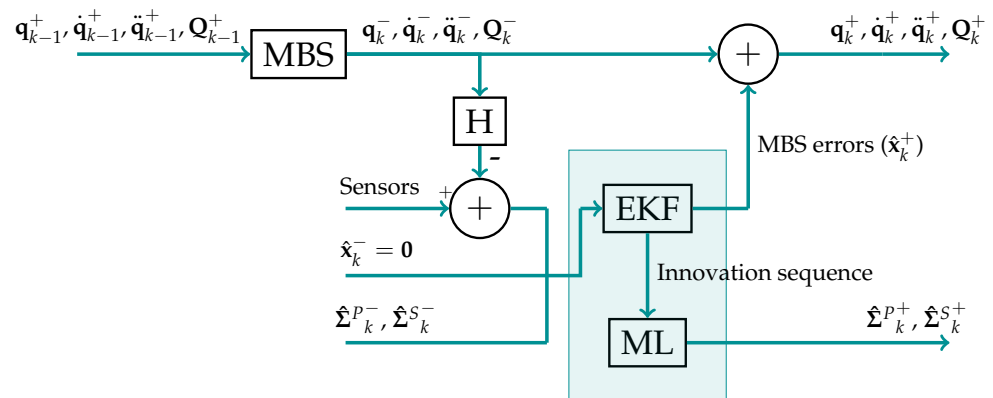 q⁺ₖ₋₁, q̇⁺ₖ₋₁, q̈⁺ₖ₋₁, Q⁺ₖ₋₁
MBS
q⁻ₖ, q̇⁻ₖ, q̈⁻ₖ, Q⁻ₖ
+
q⁺ₖ, q̇⁺ₖ, q̈⁺ₖ, Q⁺ₖ
H
-
MBS errors (x̂⁺ₖ)
Sensors
+
+
EKF
x̂⁻ₖ = 0
Innovation sequence
Σ̂ᴾ⁻ₖ, Σ̂ˢ⁻ₖ
ML
Σ̂ᴾ⁺ₖ, Σ̂ˢ⁺ₖ